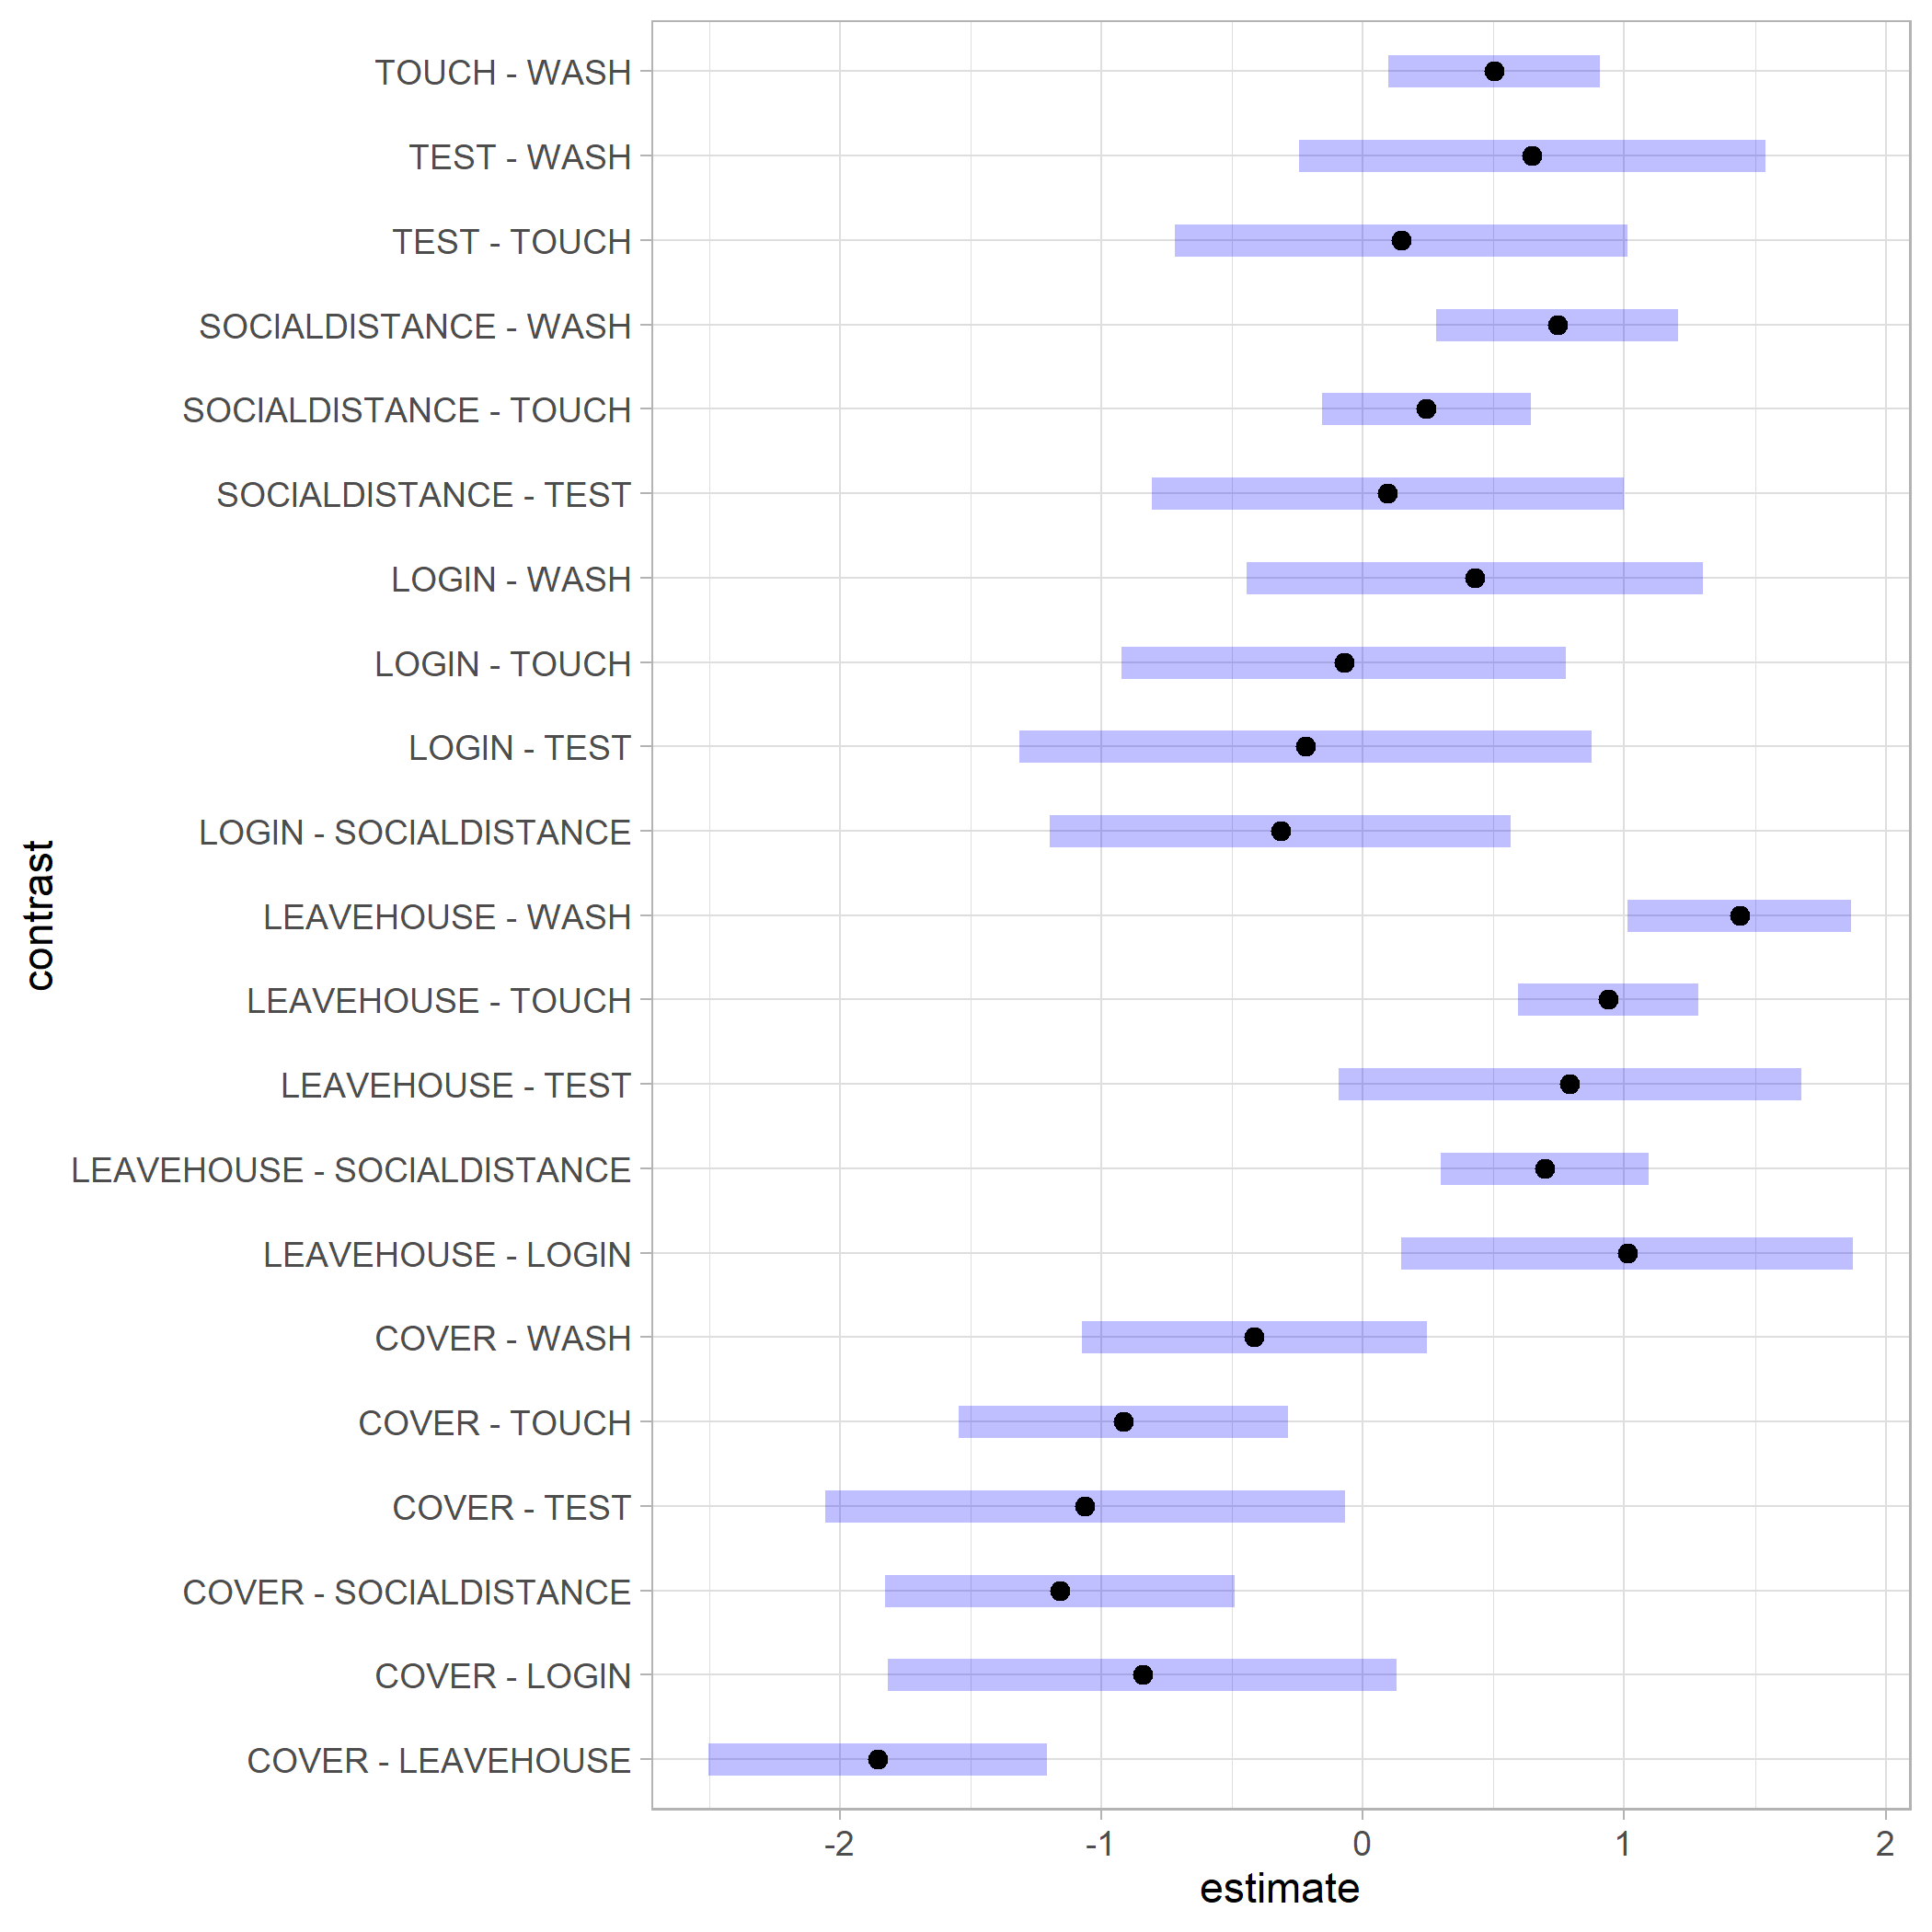 TOUCH - WASH
TEST - WASH
TEST - TOUCH
SOCIALDISTANCE - WASH
SOCIALDISTANCE - TOUCH
SOCIALDISTANCE - TEST
LOGIN - WASH
LOGIN - TOUCH
LOGIN - TEST
LOGIN - SOCIALDISTANCE
LEAVEHOUSE - WASH
LEAVEHOUSE - TOUCH
LEAVEHOUSE - TEST
LEAVEHOUSE - SOCIALDISTANCE
LEAVEHOUSE - LOGIN
COVER - WASH
COVER - TOUCH
COVER - TEST
COVER - SOCIALDISTANCE
COVER - LOGIN
COVER - LEAVEHOUSE
contrast
-2 -1 0 1 2
estimate